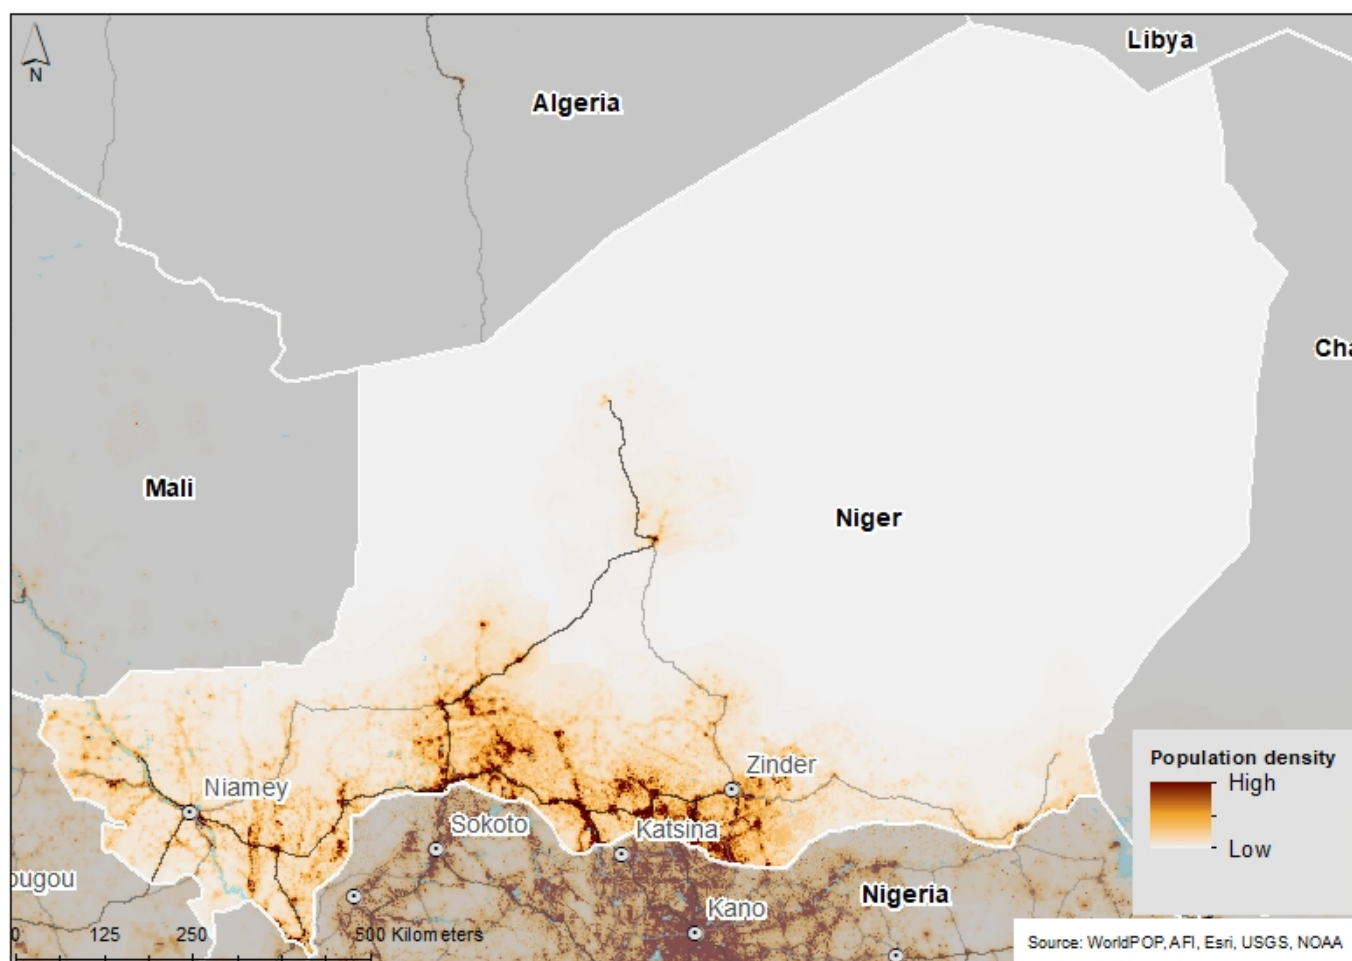 Libya
N
Algeria
Cha
Mali
Niger
Population density
High
Low
Zinder
Niamey
Sokoto
Katsina
ougou
Nigeria
Kano
0 125 250 500 Kilometers
Source: WorldPOP, AFI, Esri, USGS, NOAA